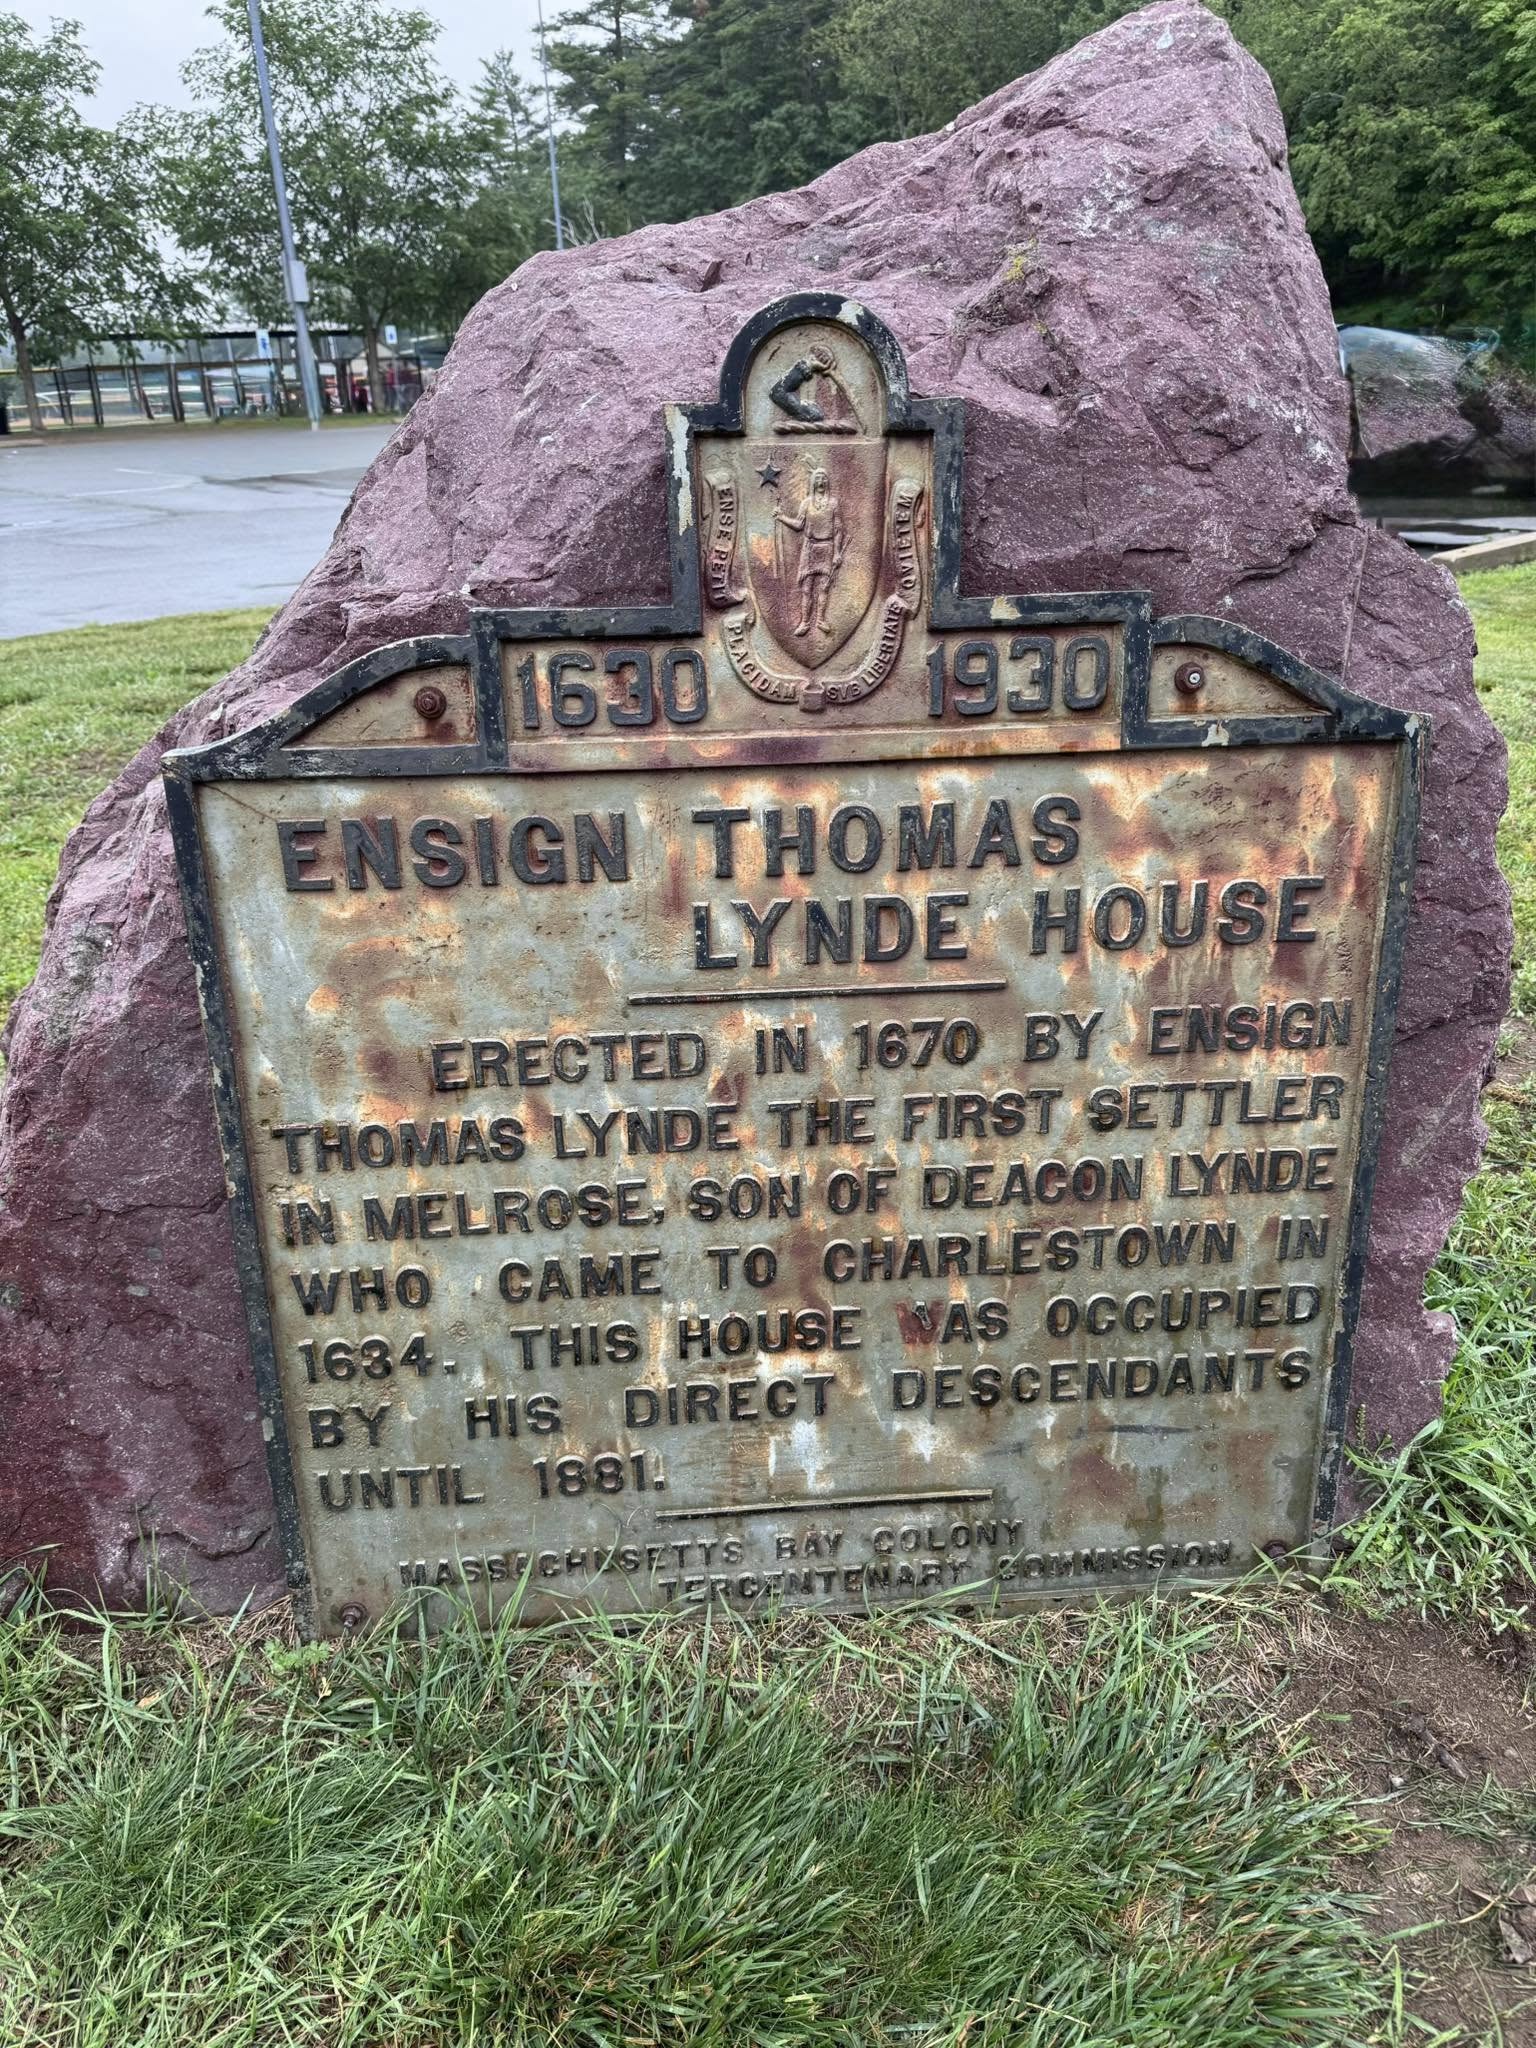 ENSE PETIT
PLACIDAM
SVB LIBERTATE
QVIETEM
1630 1930
ENSIGN THOMAS
LYNDE HOUSE
ERECTED IN 1670 BY ENSIGN
THOMAS LYNDE THE FIRST SETTLER
IN MELROSE, SON OF DEACON LYNDE
WHO CAME TO CHARLESTOWN IN
1634. THIS HOUSE WAS OCCUPIED
BY HIS DIRECT DESCENDANTS
UNTIL 1881.
MASSACHUSETTS BAY COLONY
TERCENTENARY COMMISSION